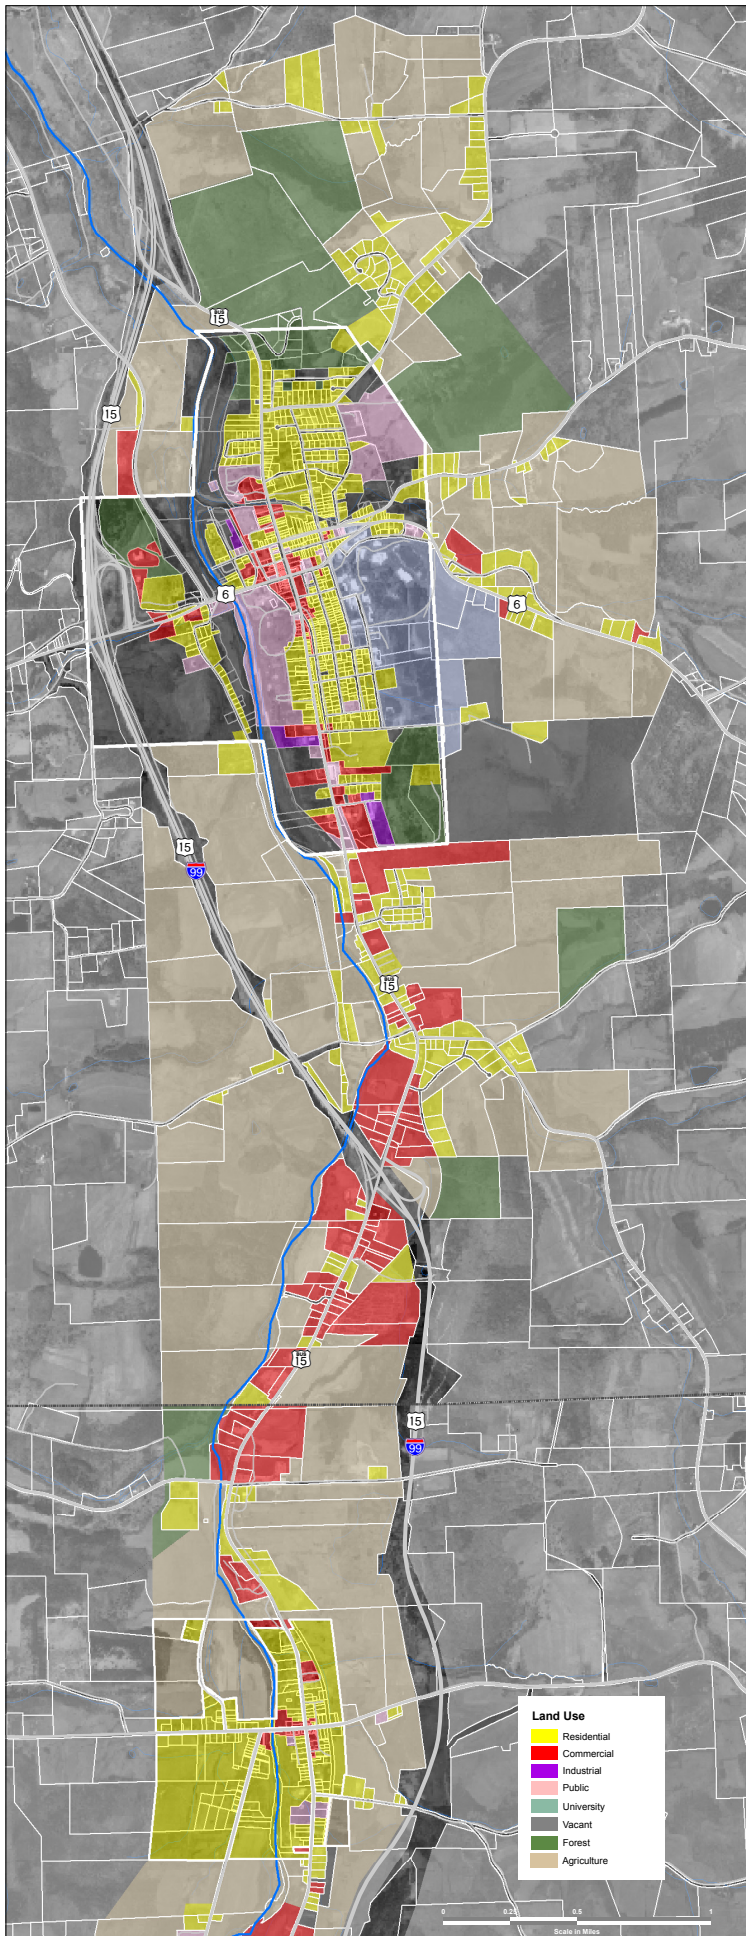 BUS
15
15
6
6
15
99
BUS
15
BUS
15
15
99
Land Use
Residential
Commercial
Industrial
Public
University
Vacant
Forest
Agriculture
0 0.25 0.5 1
Scale in Miles